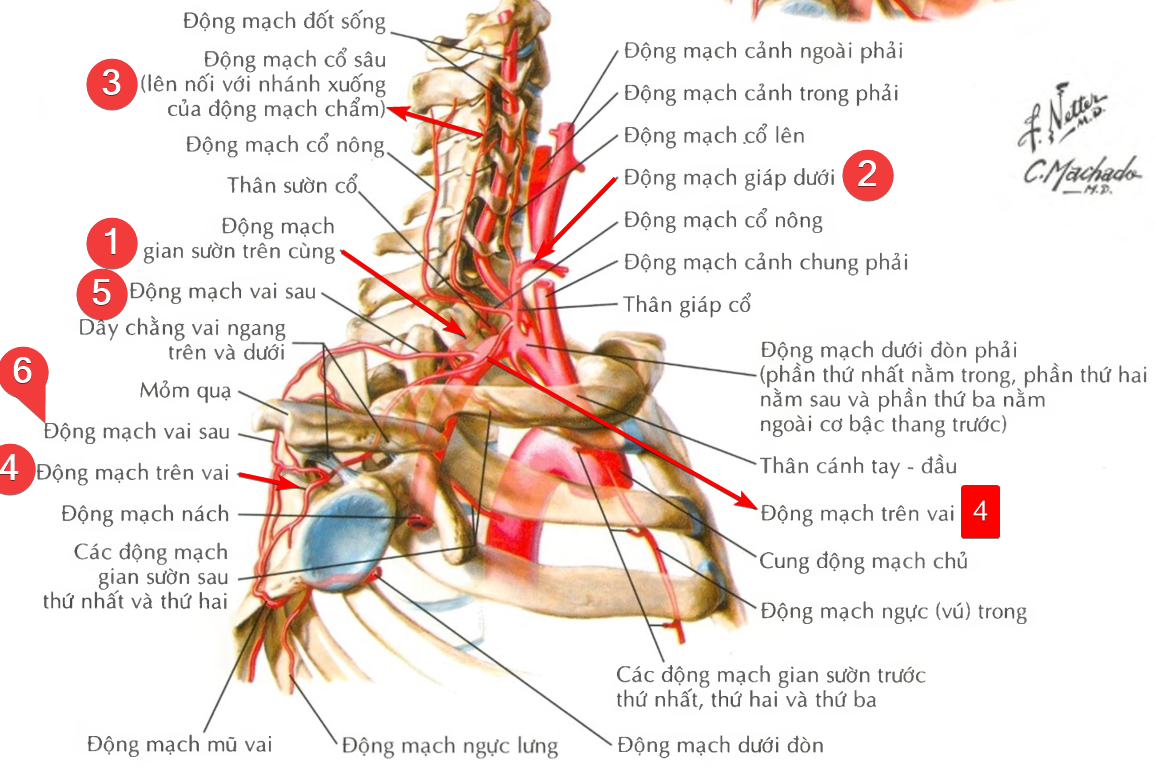 Động mạch đốt sống
3
Động mạch cổ sâu
(lên nối với nhánh xuống
của động mạch chẩm)
Động mạch cổ nông
Thân sườn cổ
1
Động mạch
gian sườn trên cùng
5
Động mạch vai sau
Dây chằng vai ngang
trên và dưới
6
Mỏm quạ
Động mạch vai sau
4
Động mạch trên vai
Động mạch nách
Các động mạch
gian sườn sau
thứ nhất và thứ hai
Động mạch mũ vai
Động mạch ngực lưng
Động mạch cảnh ngoài phải
Động mạch cảnh trong phải
Động mạch cổ lên
Động mạch giáp dưới
2
Động mạch cổ nông
Động mạch cảnh chung phải
Thân giáp cổ
Động mạch dưới đòn phải
(phần thứ nhất nằm trong, phần thứ hai
nằm sau và phần thứ ba nằm
ngoài cơ bậc thang trước)
Thân cánh tay - đầu
Động mạch trên vai
4
Cung động mạch chủ
Động mạch ngực (vú) trong
Các động mạch gian sườn trước
thứ nhất, thứ hai và thứ ba
Động mạch dưới đòn
f. Netter
M.D.
C. Machado
M.D.